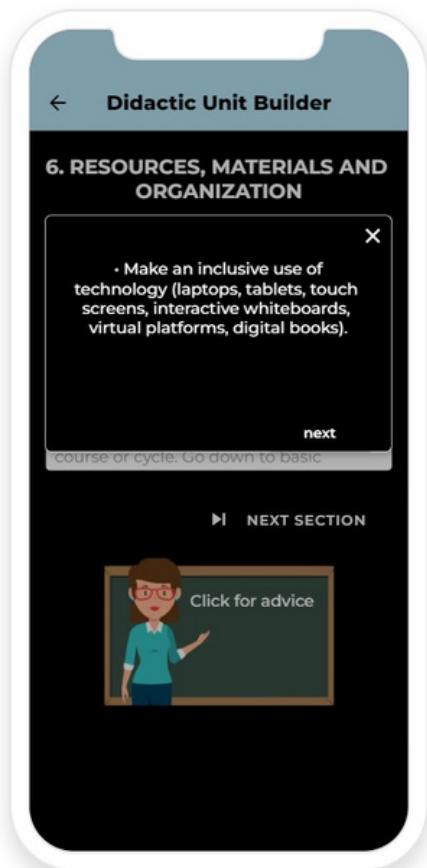 Didactic Unit Builder
6. RESOURCES, MATERIALS AND
ORGANIZATION
• Make an inclusive use of
technology (laptops, tablets, touch
screens, interactive whiteboards,
virtual platforms, digital books).
next
course or cycle. Go down to basic
NEXT SECTION
Click for advice